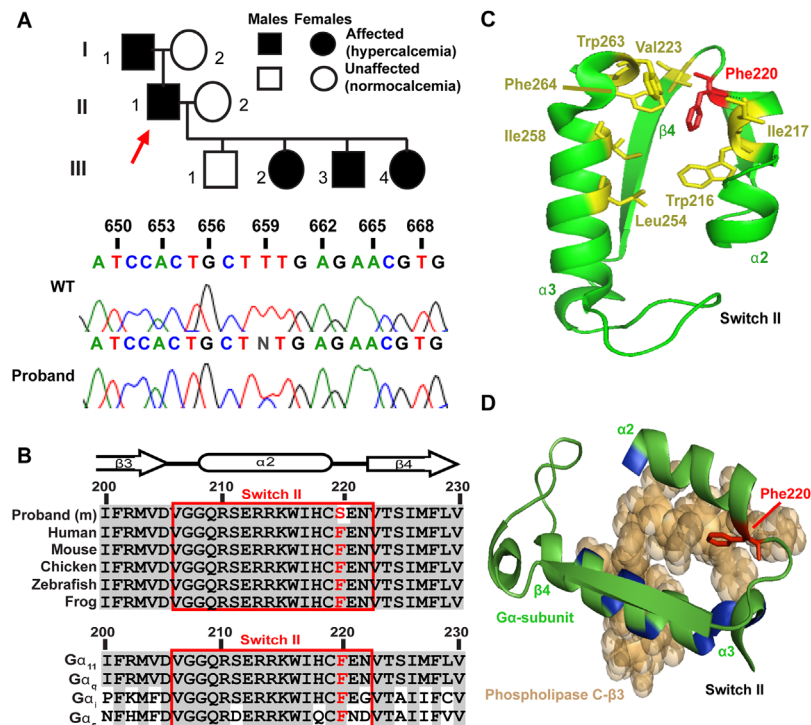 A
Males Females
Affected (hypercalcemia)
Unaffected (normocalcemia)
I
1 2
II
1 2
III
1 2 3 4
650 653 656 659 662 665 668
ATCCACTGCTTTGAGAACGTG
WT
ATCCACTGCTNTGAGAACGTG
Proband
B
β3 α2 β4
200 210 220 230
Switch II
Proband (m) IFRMVDVGGQRSERRKWIHCSENVTSIMFLV
Human IFRMVDVGGQRSERRKWIHCFENVTSIMFLV
Mouse IFRMVDVGGQRSERRKWIHCFENVTSIMFLV
Chicken IFRMVDVGGQRSERRKWIHCFENVTSIMFLV
Zebrafish IFRMVDVGGQRSERRKWIHCFENVTSIMFLV
Frog IFRMVDVGGQRSERRKWIHCFENVTSIMFLV
200 Switch II 220 230
Gα11 IFRMVDVGGQRSERRKWIHCFENVTSIMFLV
Gαq IFRMVDVGGQRSERRKWIHCFENVTSIMFLV
Gαi PFKMFDVGGQRSERKKWIHCFEGVTAIIFCV
NFHMFDVGGQRDERRKWIQCFNDVTAIIFVV
C
Trp263 Val223
Phe220
Phe264
β4
Ile217
Ile258
Trp216
Leu254
α2
α3
Switch II
D
α2
Phe220
β4
Gα-subunit
α3
Phospholipase C-β3
Switch II